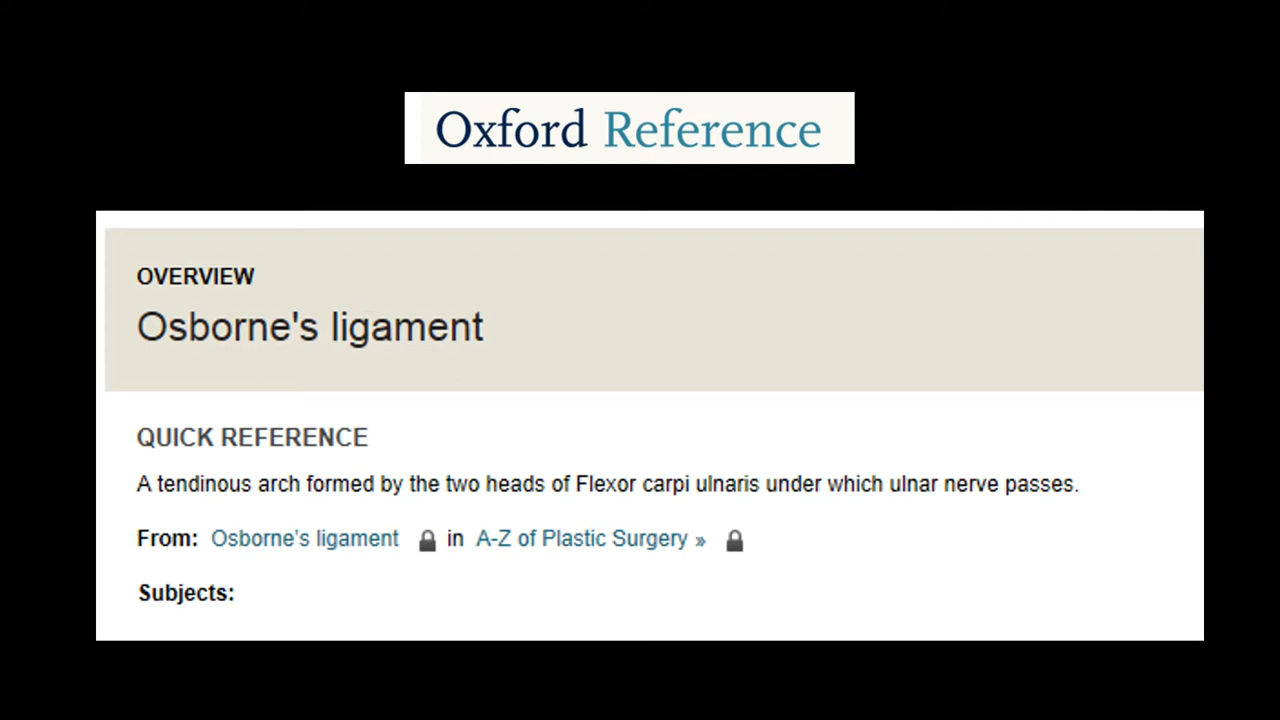 Oxford Reference
OVERVIEW
Osborne's ligament
QUICK REFERENCE
A tendinous arch formed by the two heads of Flexor carpi ulnaris under which ulnar nerve passes.
From: Osborne's ligament in A-Z of Plastic Surgery »
Subjects: